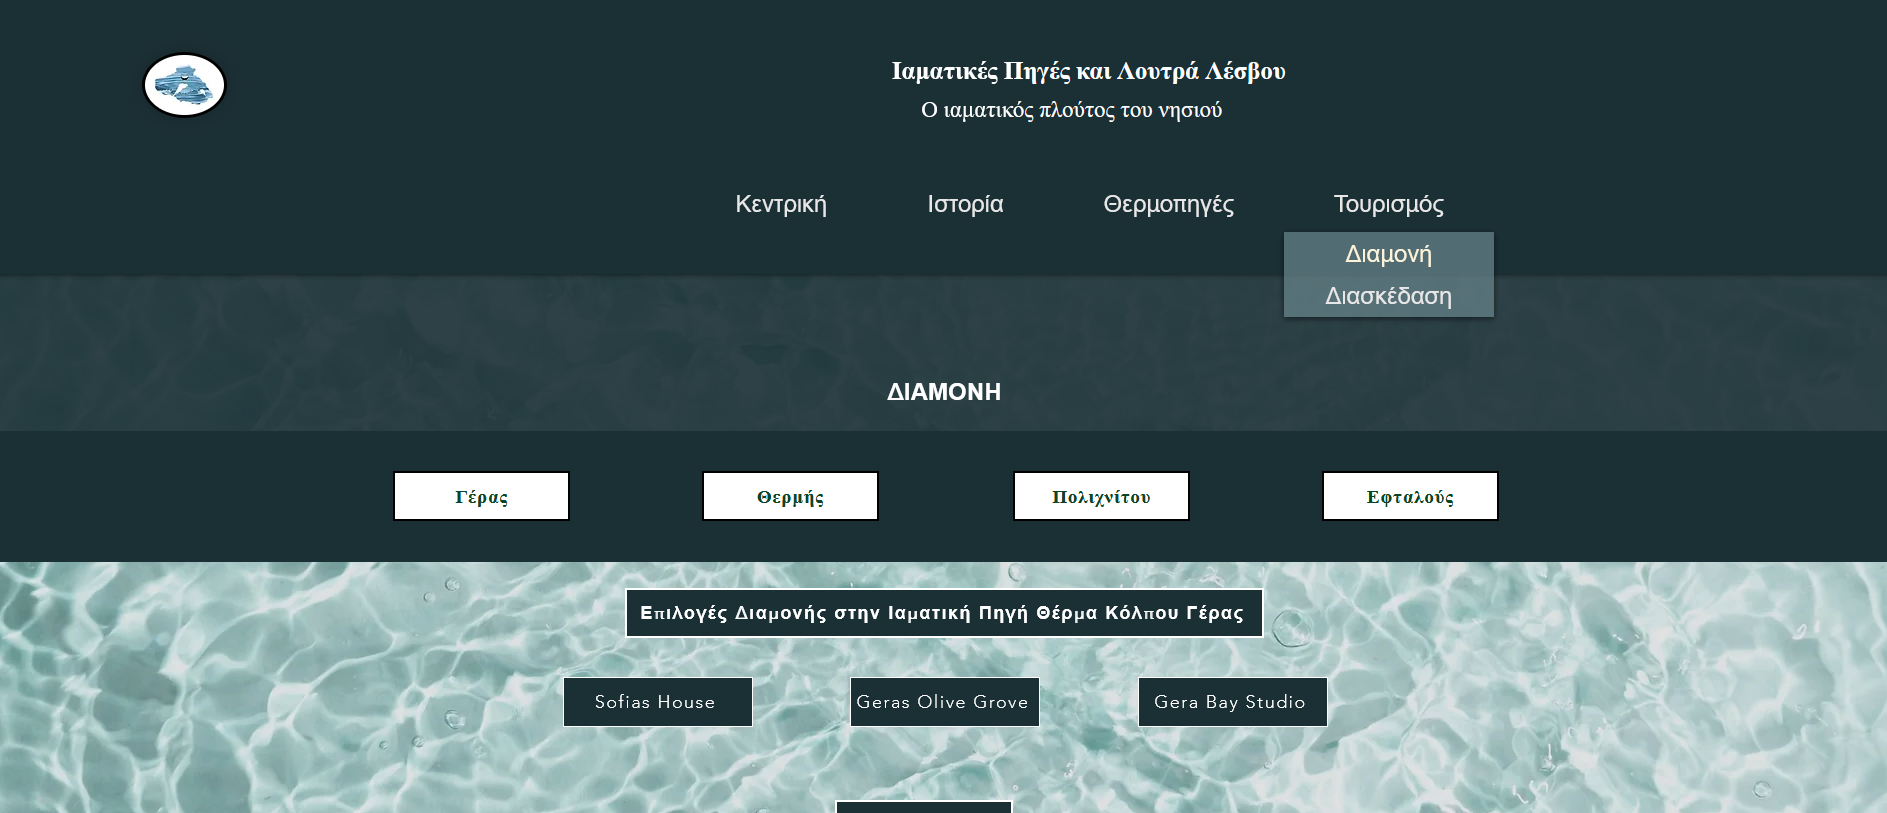 Ιαματικές Πηγές και Λουτρά Λέσβου
Ο ιαματικός πλούτος του νησιού
Κεντρική Ιστορία Θερμοπηγές Τουρισμός
Διαμονή
Διασκέδαση
ΔΙΑΜΟΝΗ
Γέρας Θερμής Πολιχνίτου Εφταλούς
Επιλογές Διαμονής στην Ιαματική Πηγή Θέρμα Κόλπου Γέρας
Sofias House Geras Olive Grove Gera Bay Studio